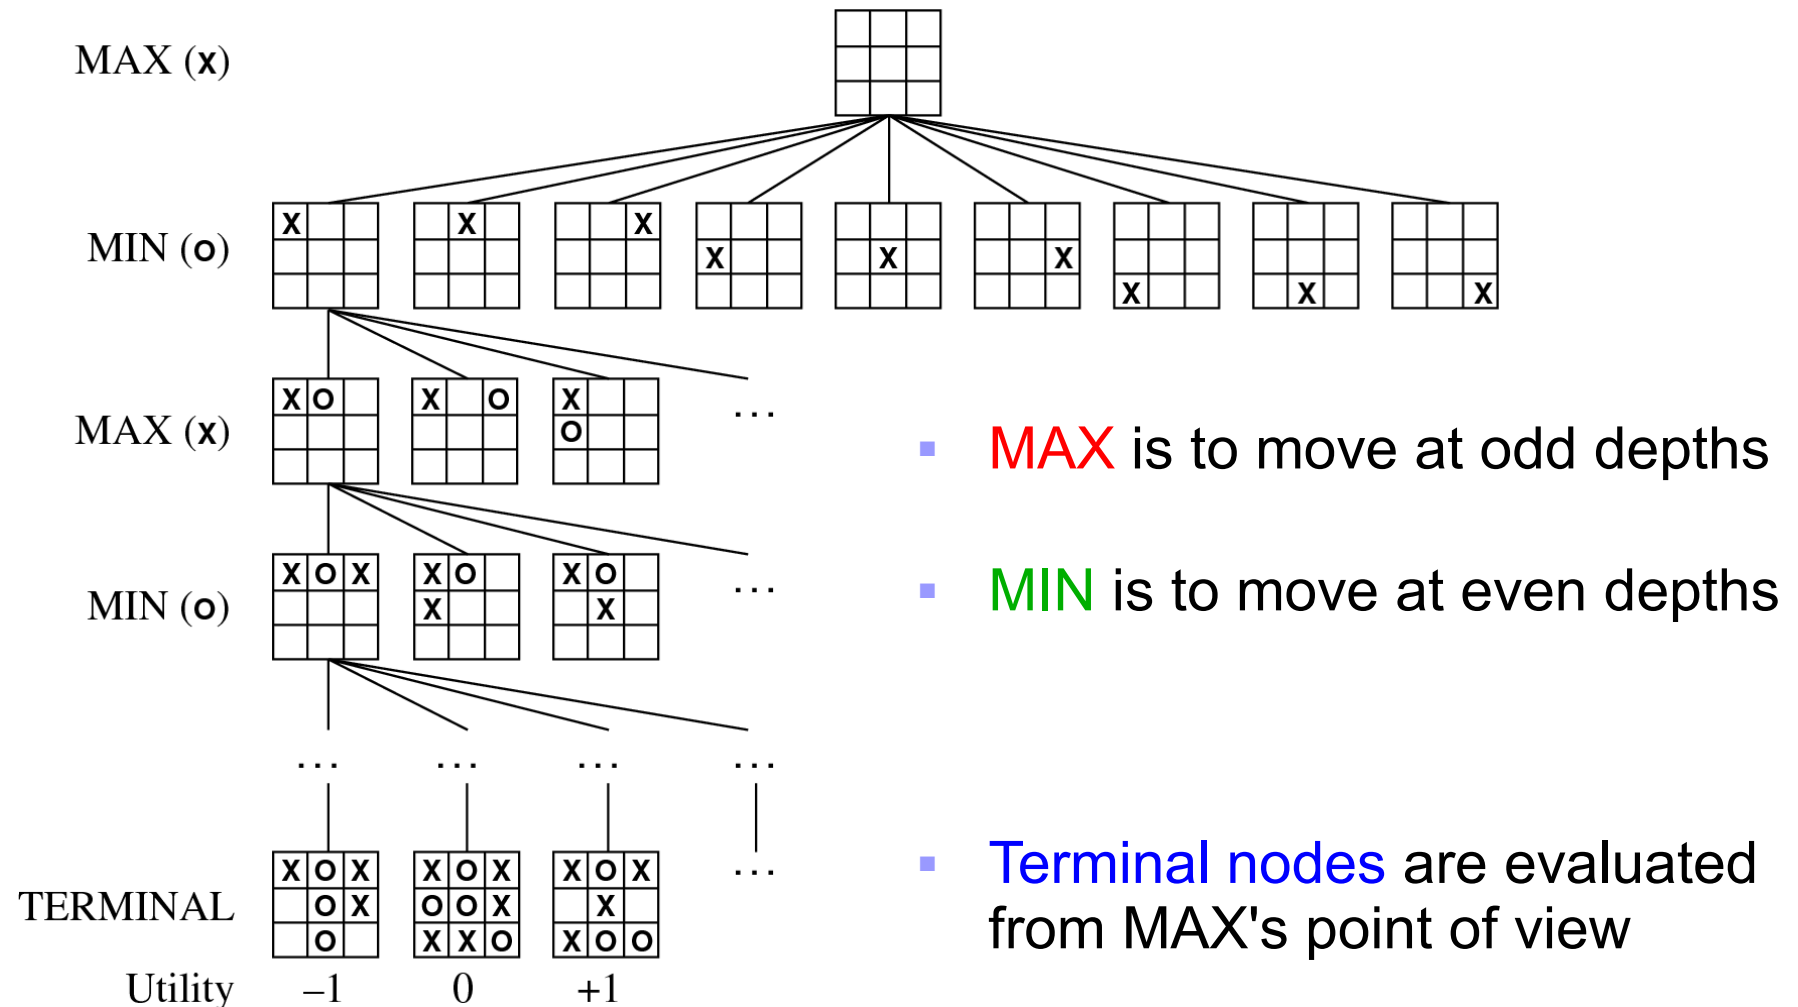 MAX (x)
MIN (o)
X X X X X X X X X
MAX (x)
X O X O X ...
O
MAX is to move at odd depths
MIN (o)
X O X X O X O ...
X X
MIN is to move at even depths
... ... ... ...
TERMINAL
X O X X O X X O X ...
O X O O X X
O X X O X O O
Terminal nodes are evaluated
from MAX's point of view
Utility –1 0 +1